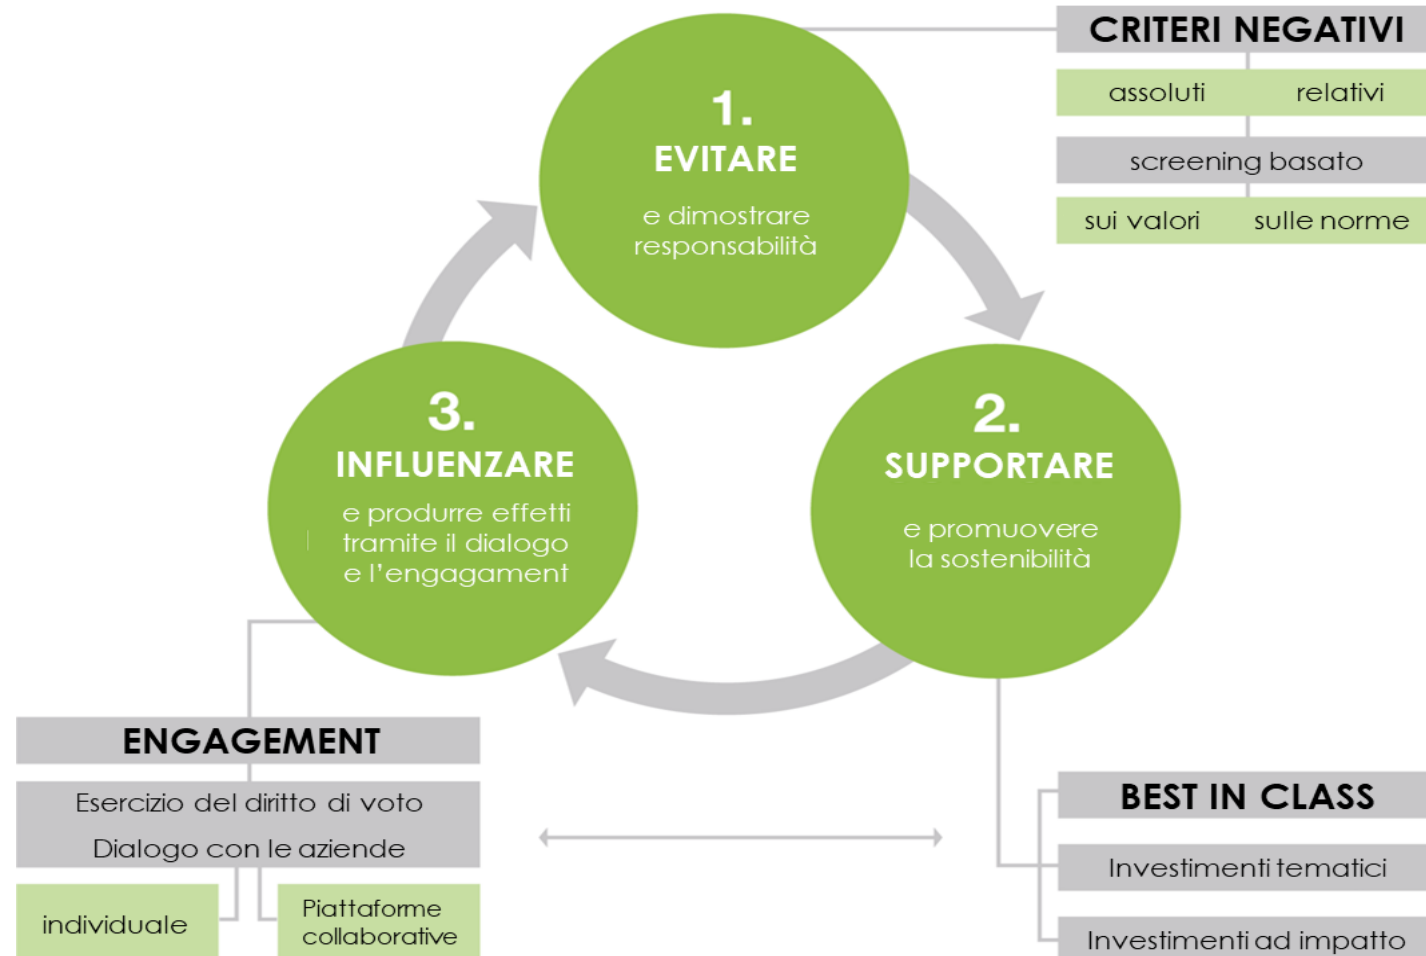 1.
EVITARE
e dimostrare
responsabilità
CRITERI NEGATIVI
assoluti relativi
screening basato
sui valori sulle norme
2.
SUPPORTARE
e promuovere
la sostenibilità
BEST IN CLASS
Investimenti tematici
Investimenti ad impatto
3.
INFLUENZARE
e produrre effetti
tramite il dialogo
e l'engagament
ENGAGEMENT
Esercizio del diritto di voto
Dialogo con le aziende
individuale
Piattaforme
collaborative